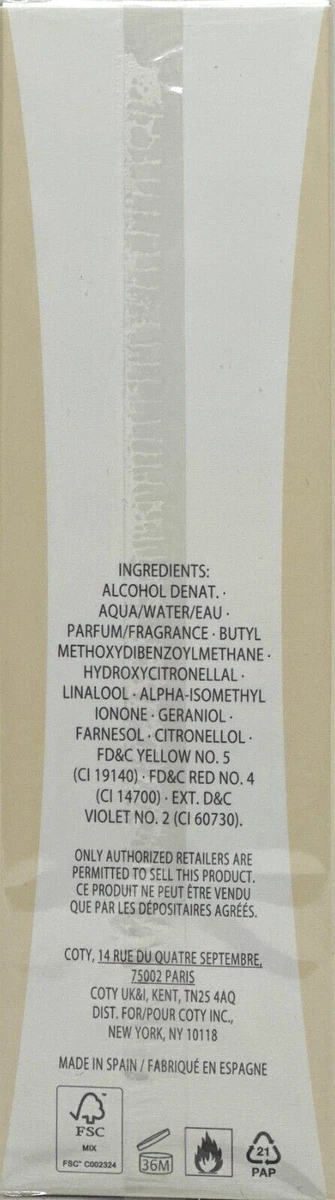 INGREDIENTS:
ALCOHOL DENAT. ·
AQUA/WATER/EAU ·
PARFUM/FRAGRANCE · BUTYL
METHOXYDIBENZOYLMETHANE ·
HYDROXYCITRONELLAL ·
LINALOOL · ALPHA-ISOMETHYL
IONONE · GERANIOL ·
FARNESOL · CITRONELLOL ·
FD&C YELLOW NO. 5
(CI 19140) · FD&C RED NO. 4
(CI 14700) · EXT. D&C
VIOLET NO. 2 (CI 60730).
ONLY AUTHORIZED RETAILERS ARE
PERMITTED TO SELL THIS PRODUCT.
CE PRODUIT NE PEUT ÊTRE VENDU
QUE PAR LES DÉPOSITAIRES AGRÉÉS.
COTY, 14 RUE DU QUATRE SEPTEMBRE,
75002 PARIS
COTY UK&I, KENT, TN25 4AQ
DIST. FOR/POUR COTY INC.,
NEW YORK, NY 10118
MADE IN SPAIN / FABRIQUÉ EN ESPAGNE
FSC
MIX
FSC™ C002324
36M
21
PAP